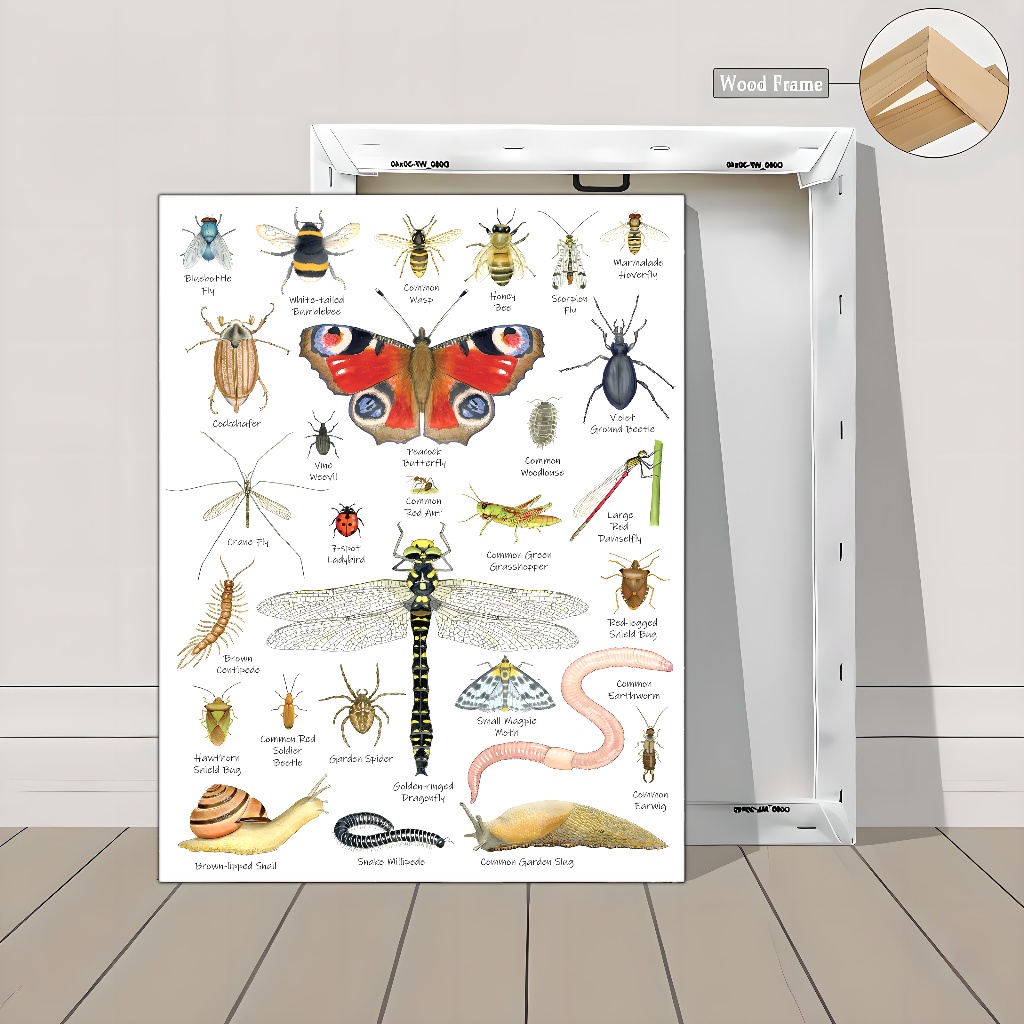 Wood Frame
Bluebottle
Fly
White-tailed
Bumblebee
Common
Wasp
Honey
Bee
Scorpion
Fly
Marmalade
Hoverfly
Cockchafer
Vine
Weevil
Peacock
Butterfly
Common
Woodlouse
Violet
Ground Beetle
Crane Fly
7-spot
Ladybird
Common
Red Ant
Common Green
Grasshopper
Large
Red
Damselfly
Brown
Centipede
Red-legged
Shield Bug
Hawthorn
Shield Bug
Common Red
Soldier
Beetle
Garden Spider
Golden-ringed
Dragonfly
Small Magpie
Moth
Common
Earthworm
Common
Earwig
Brown-lipped Snail
Snake Millipede
Common Garden Slug